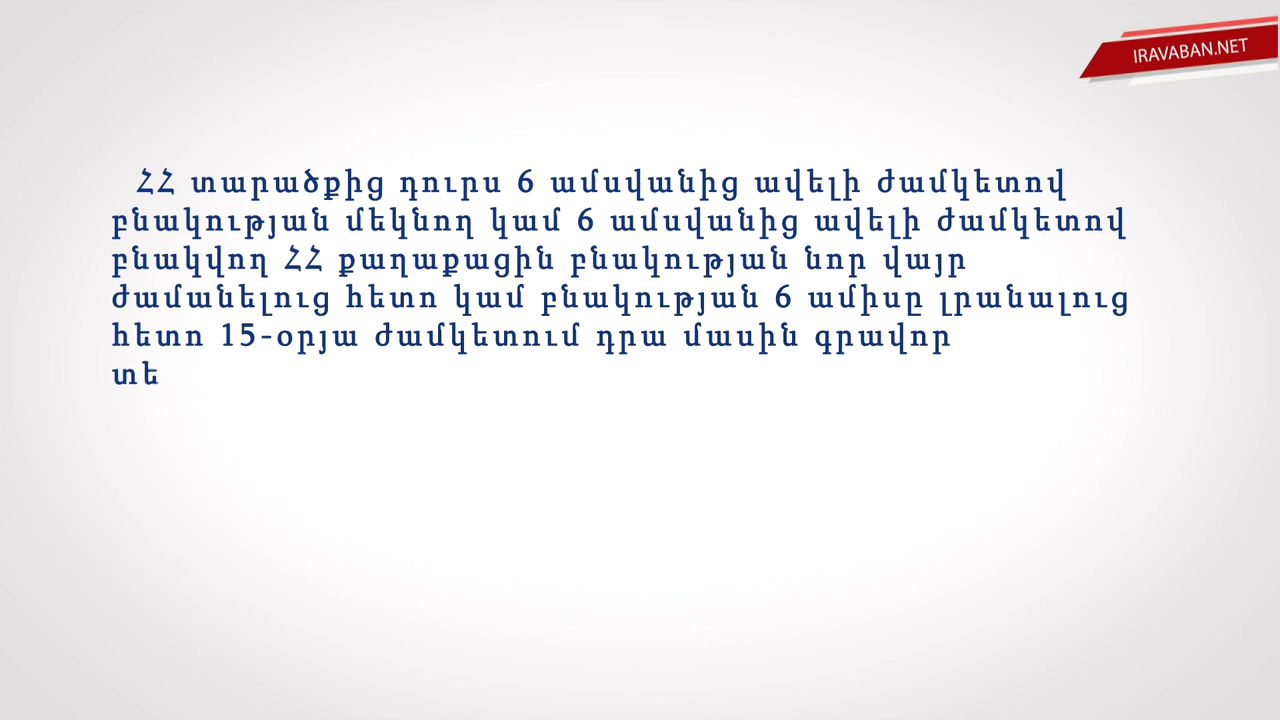 IRAVABAN.NET
ՀՀ տարածքից դուրս 6 ամսվանից ավելի ժամկետով
բնակության մեկնող կամ 6 ամսվանից ավելի ժամկետով
բնակվող ՀՀ քաղաքացին բնակության նոր վայր
ժամանելուց հետո կամ բնակության 6 ամիսը լրանալուց
հետո 15-օրյա ժամկետում դրա մասին գրավոր
տե